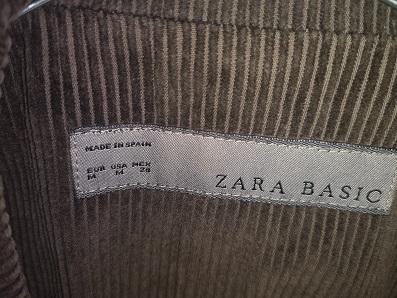 MADE IN SPAIN
EUR USA MEX
M M 28
ZARA BASIC